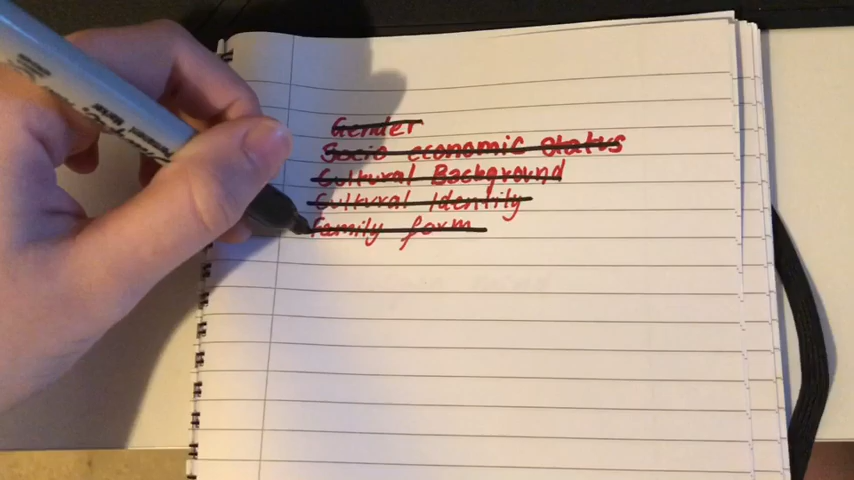 Gender
Socio economic Status
Cultural Background
Cultural Identity
family form